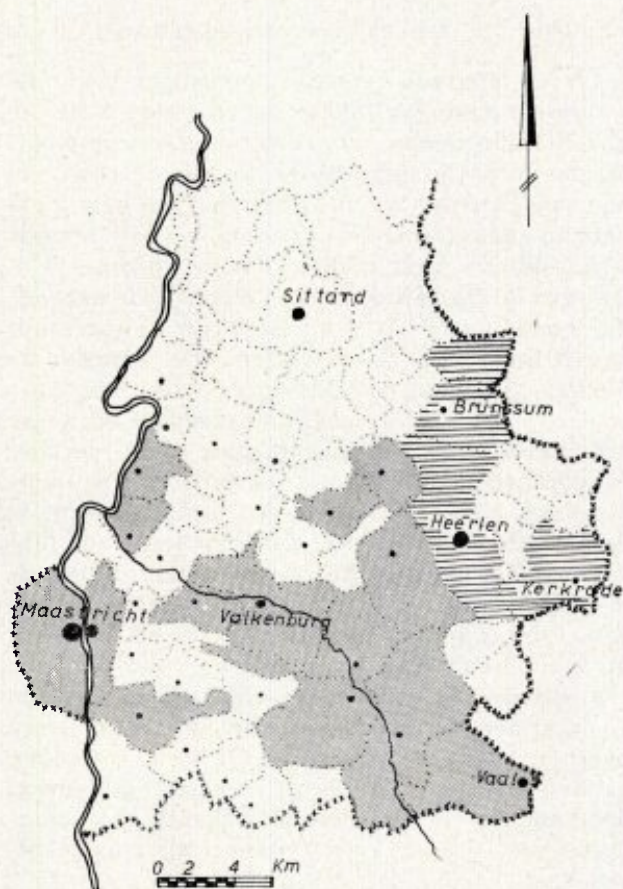 Sittard
Brunssum
Heerlen
Kerkrade
Maastricht
Valkenburg
Vaals
0 2 4 Km